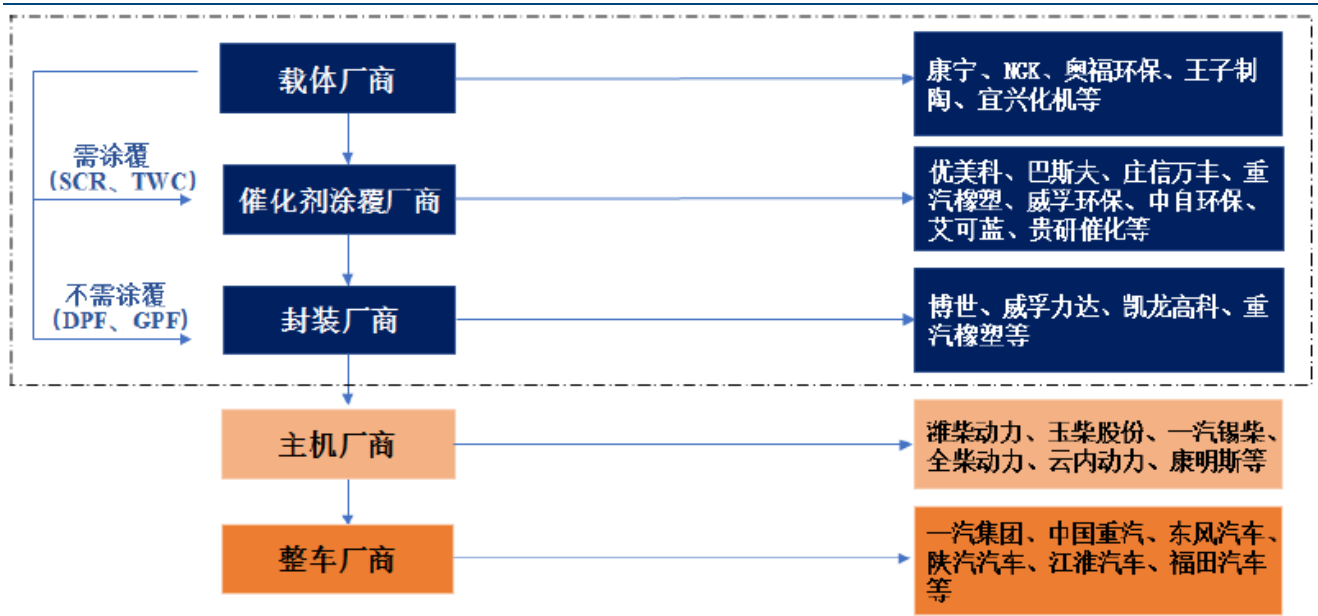 载体厂商
康宁、NGK、奥福环保、王子制
陶、宜兴化机等
需涂覆
(SCR、TWC)
催化剂涂覆厂商
优美科、巴斯夫、庄信万丰、重
汽橡塑、威孚环保、中自环保、
艾可蓝、贵研催化等
不需涂覆
(DPF、GPF)
封装厂商
博世、威孚力达、凯龙高科、重
汽橡塑等
主机厂商
潍柴动力、玉柴股份、一汽锡柴、
全柴动力、云内动力、康明斯等
整车厂商
一汽集团、中国重汽、东风汽车、
陕汽汽车、江淮汽车、福田汽车
等